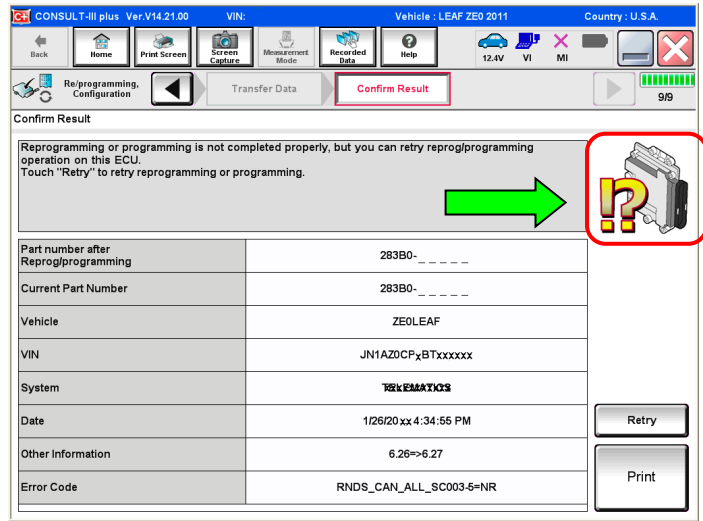 C+ CONSULT-III plus Ver.V14.21.00 VIN: Vehicle : LEAF ZE0 2011 Country : U.S.A.
Back Home Print Screen Screen Capture Measurement Mode Recorded Data Help 12.4V VI MI
Re/programming, Configuration Transfer Data Confirm Result 9/9
Confirm Result
Reprogramming or programming is not completed properly, but you can retry reprog/programming
operation on this ECU.
Touch "Retry" to retry reprogramming or programming.
!?
Part number after
Reprog/programming
283B0-_ _ _ _ _
Current Part Number 283B0-_ _ _ _ _
Vehicle ZE0LEAF
VIN JN1AZ0CPxBTxxxxxx
System
Date 1/26/20xx 4:34:55 PM
Retry
Other Information 6.26=>6.27
Print
Error Code RNDS_CAN_ALL_SC003-5=NR